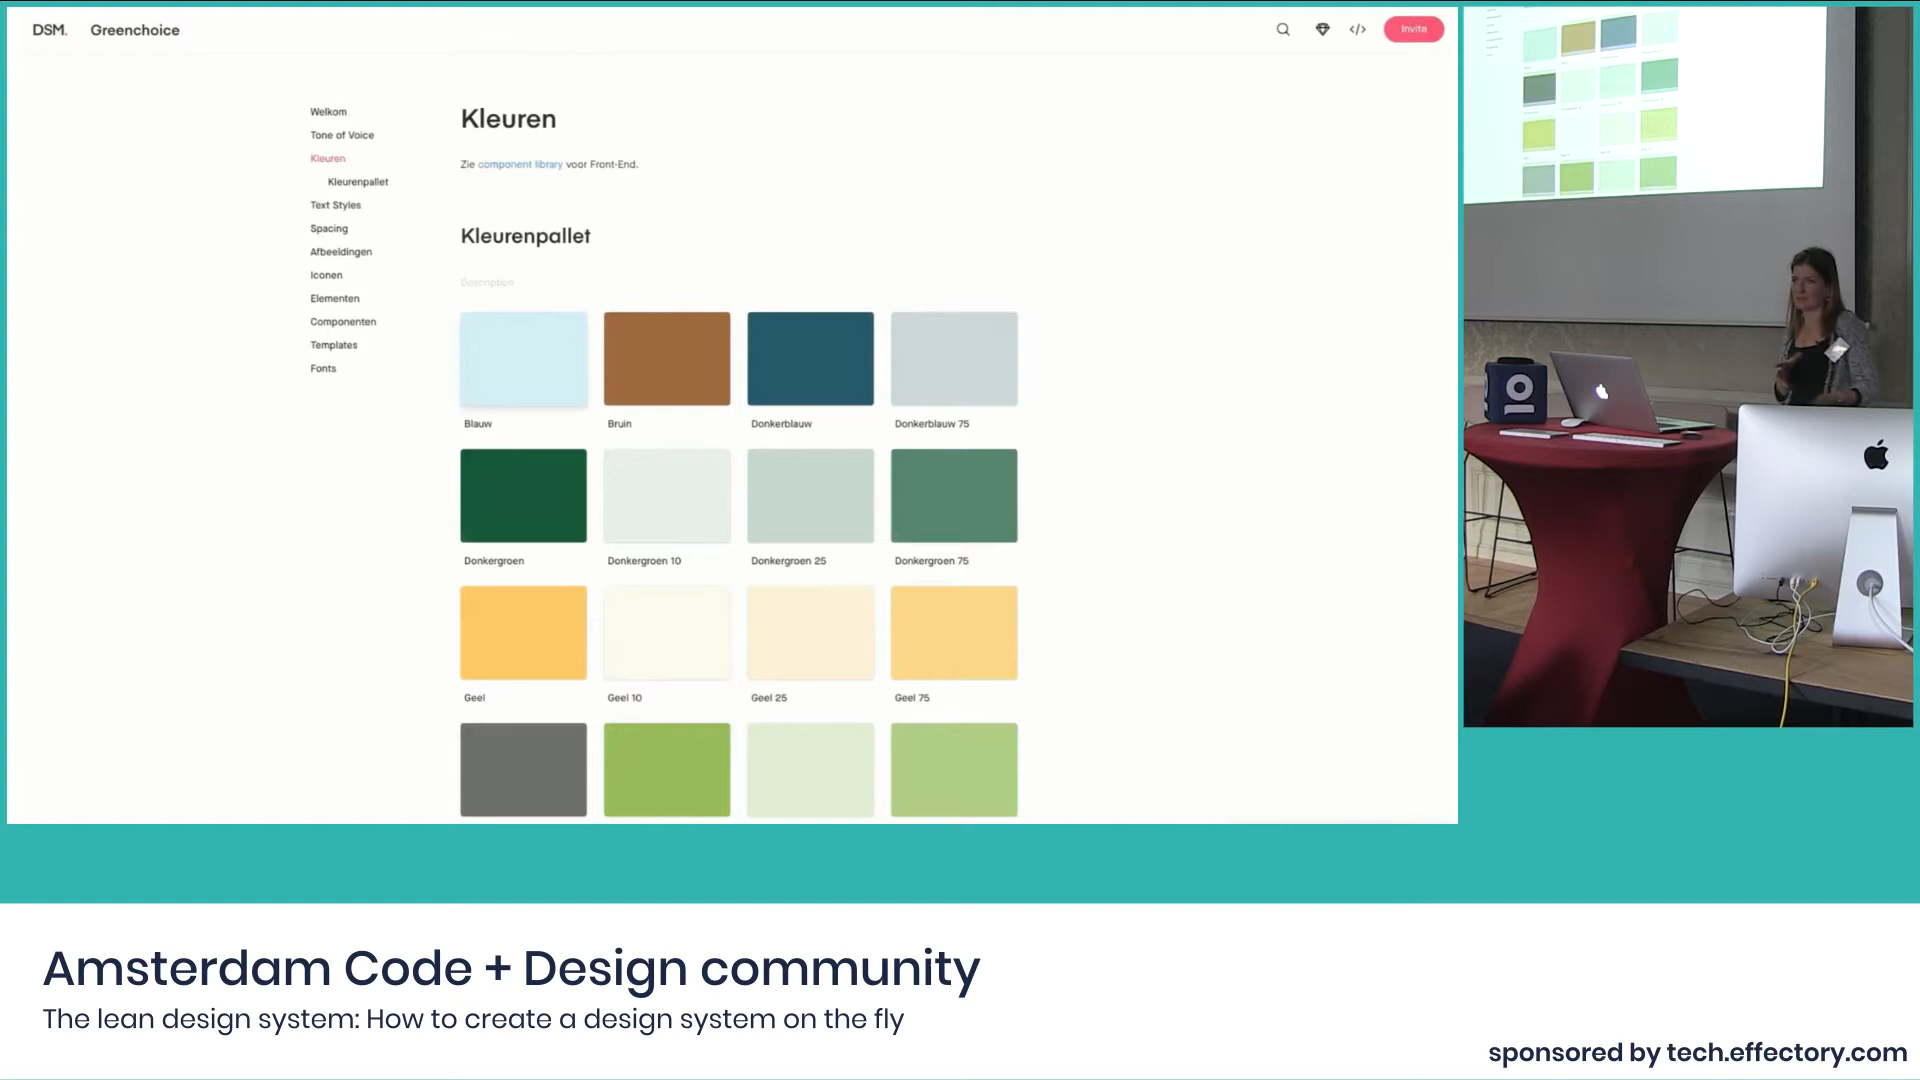 DSM. Greenchoice
Invite
Welkom
Tone of Voice
Kleuren
Kleurenpallet
Text Styles
Spacing
Afbeeldingen
Iconen
Elementen
Componenten
Templates
Fonts
Kleuren
Zie component library voor Front-End.
Kleurenpallet
Description
Blauw
Bruin
Donkerblauw
Donkerblauw 75
Donkergroen
Donkergroen 10
Donkergroen 25
Donkergroen 75
Geel
Geel 10
Geel 25
Geel 75
Amsterdam Code + Design community
The lean design system: How to create a design system on the fly
sponsored by tech.effectory.com